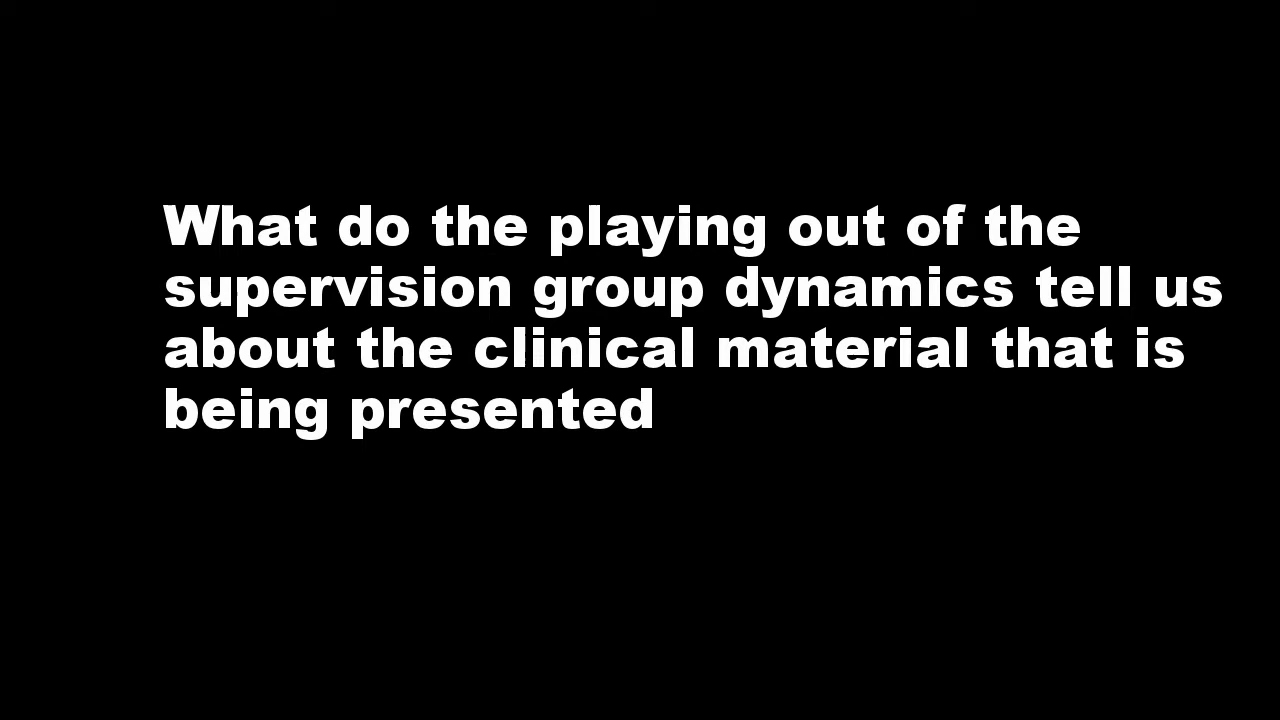 What do the playing out of the
supervision group dynamics tell us
about the clinical material that is
being presented